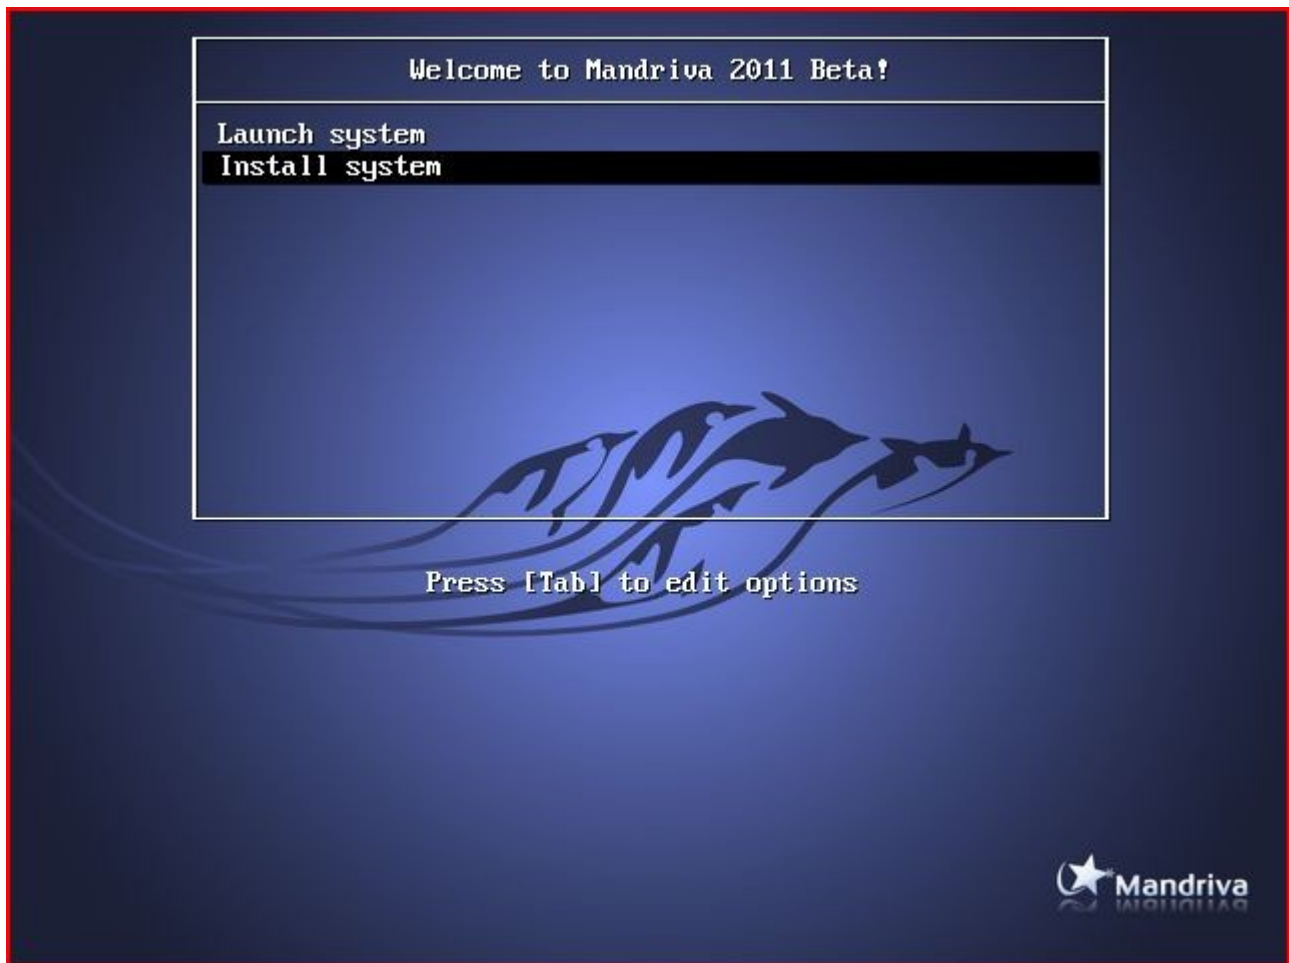 Welcome to Mandriva 2011 Beta!
Launch system
Install system
Press [Tab] to edit options
Mandriva